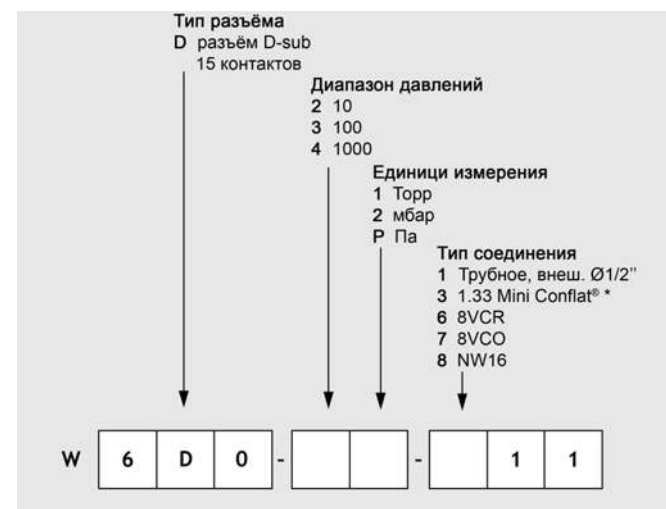 Тип разъёма
D разъём D-sub
15 контактов
Диапазон давлений
2 10
3 100
4 1000
Единици измерения
1 Торр
2 мбар
P Па
Тип соединения
1 Трубное, внеш. Ø1/2”
3 1.33 Mini Conflat® *
6 8VCR
7 8VCO
8 NW16
W 6 D 0 - - 1 1